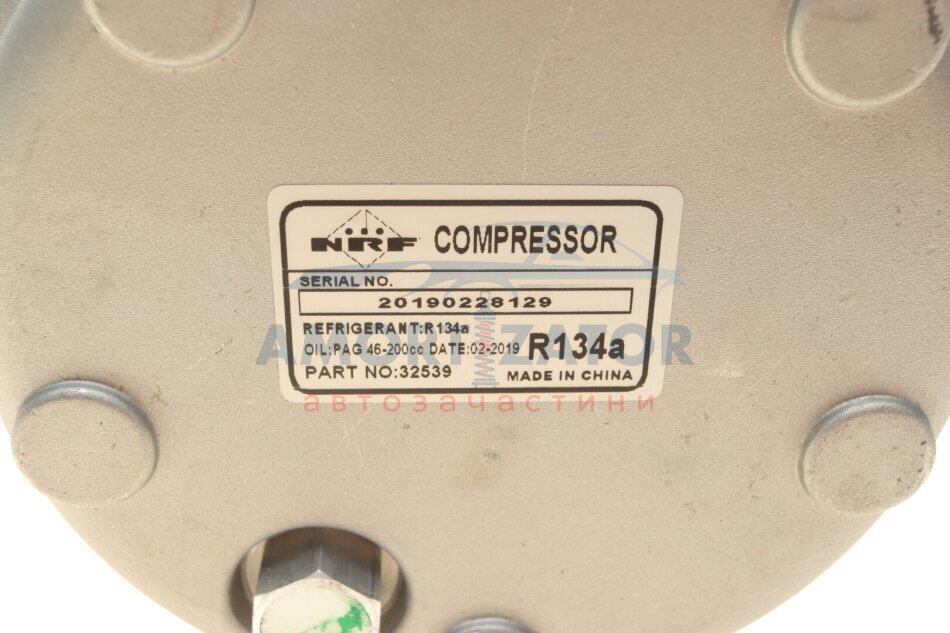 NRF COMPRESSOR
SERIAL NO.
20190228129
REFRIGERANT:R134a
OIL:PAG 46-200cc DATE:02-2019 R134a
PART NO:32539 MADE IN CHINA
AMORTIZATOR
автозачастини